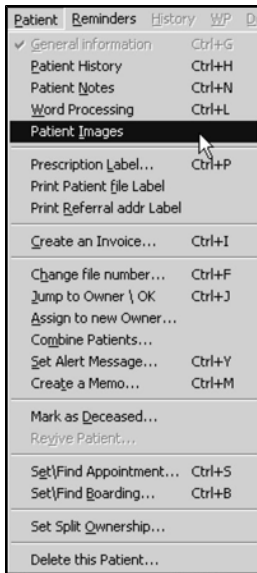 Patient Reminders History WP D
✓ General information Ctrl+G
Patient History Ctrl+H
Patient Notes Ctrl+N
Word Processing Ctrl+L
Patient Images
Prescription Label... Ctrl+P
Print Patient file Label
Print Referral addr Label
Create an Invoice... Ctrl+I
Change file number... Ctrl+F
Jump to Owner \ OK Ctrl+J
Assign to new Owner...
Combine Patients...
Set Alert Message... Ctrl+Y
Create a Memo... Ctrl+M
Mark as Deceased...
Revive Patient...
Set\Find Appointment... Ctrl+S
Set\Find Boarding... Ctrl+B
Set Split Ownership...
Delete this Patient...